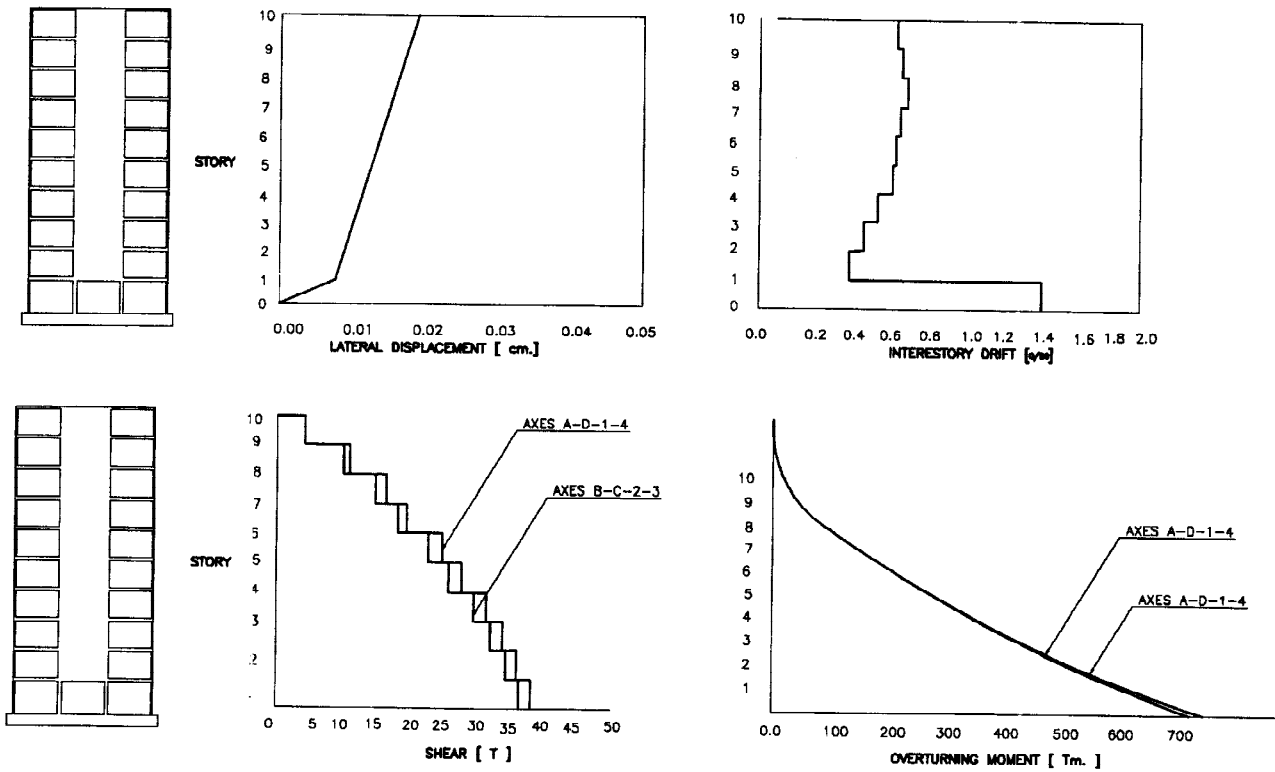 10
9
8
7
6
5
4
3
2
1
0
STORY
0.00 0.01 0.02 0.03 0.04 0.05
LATERAL DISPLACEMENT [ cm.]
10
9
8
7
6
5
4
3
2
1
0
0.0 0.2 0.4 0.6 0.8 1.0 1.2 1.4 1.6 1.8 2.0
INTERESTORY DRIFT [o/oo]
10
9
8
7
5
4
3
2
STORY
AXES A-D-1-4
AXES B-C-2-3
0 5 10 15 20 25 30 35 40 50
SHEAR [ T ]
10
9
8
7
6
5
4
3
2
1
AXES A-D-1-4
AXES A-D-1-4
0.0 100 200 300 400 500 600 700
OVERTURNING MOMENT [ Tm. ]